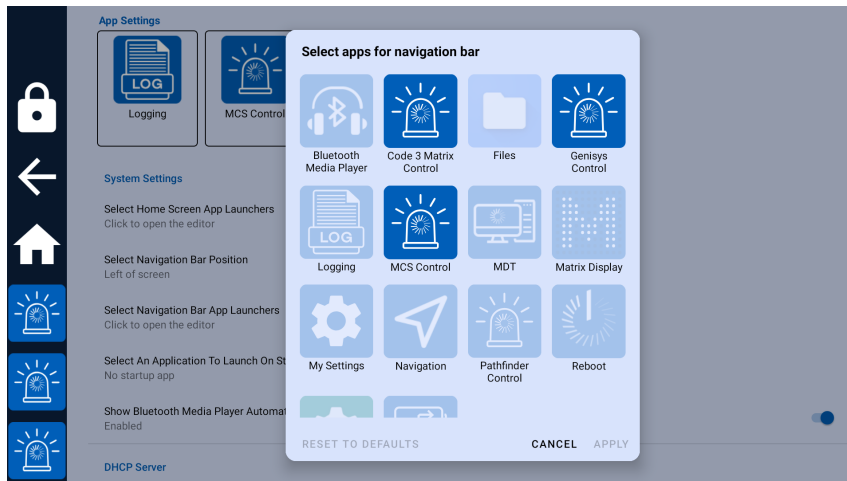 App Settings
LOG
Logging
MCS Control
System Settings
Select Home Screen App Launchers
Click to open the editor
Select Navigation Bar Position
Left of screen
Select Navigation Bar App Launchers
Click to open the editor
Select An Application To Launch On St
No startup app
Show Bluetooth Media Player Automat
Enabled
DHCP Server
Select apps for navigation bar
Bluetooth
Media Player
Code 3 Matrix
Control
Files
Genisys
Control
LOG
Logging
MCS Control
MDT
M
Matrix Display
My Settings
Navigation
Pathfinder
Control
Reboot
RESET TO DEFAULTS
CANCEL
APPLY